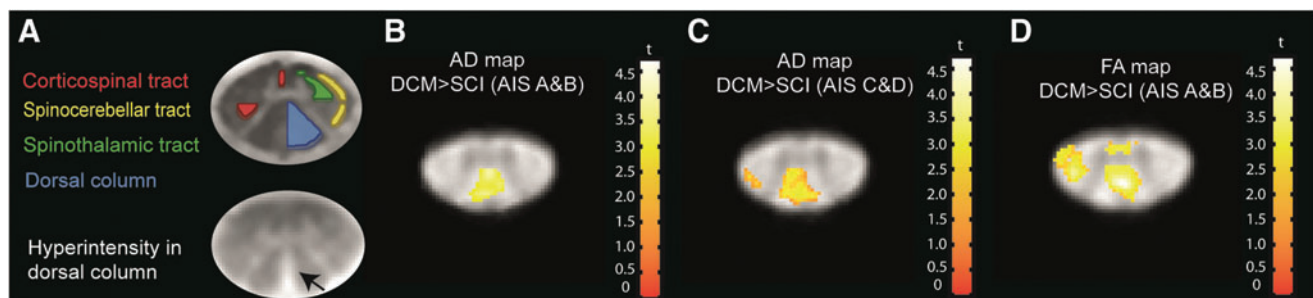 A
Corticospinal tract
Spinocerebellar tract
Spinothalamic tract
Dorsal column
Hyperintensity in
dorsal column
B
AD map
DCM>SCI (AIS A&B)
t
4.5
4.0
3.5
3.0
2.5
2.0
1.5
1.0
0.5
0
C
AD map
DCM>SCI (AIS C&D)
t
4.5
4.0
3.5
3.0
2.5
2.0
1.5
1.0
0.5
0
D
FA map
DCM>SCI (AIS A&B)
t
4.5
4.0
3.5
3.0
2.5
2.0
1.5
1.0
0.5
0